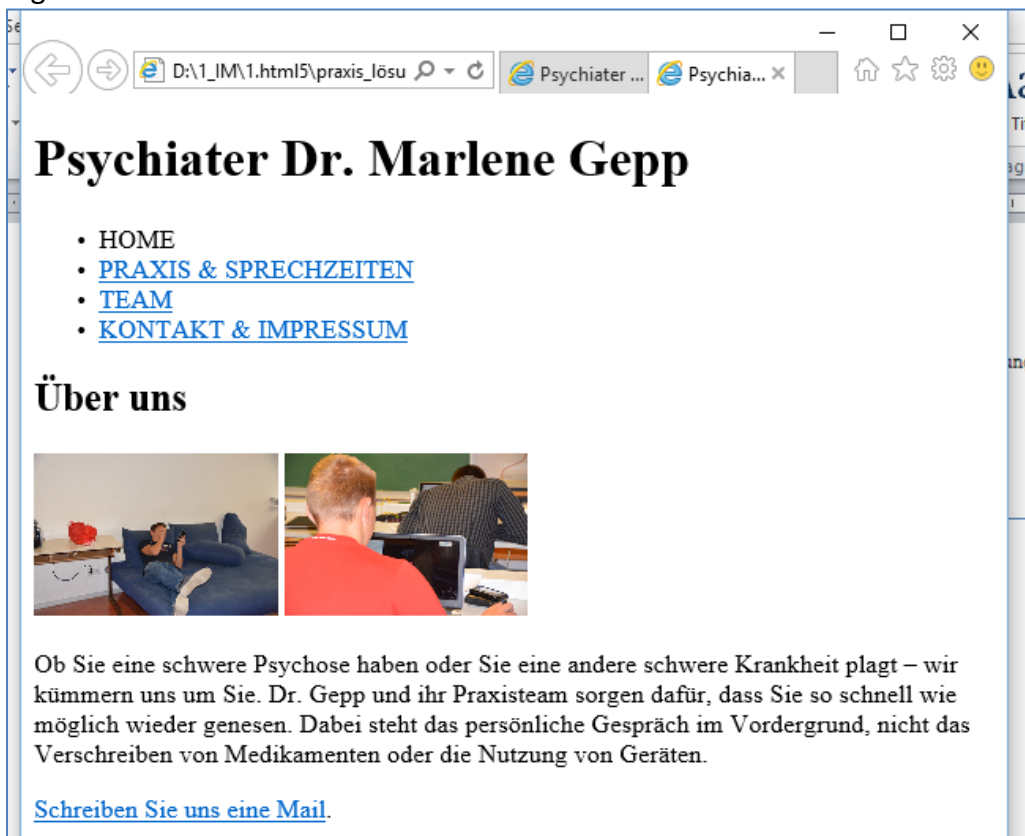 D:\1_IM\1.html5\praxis_lösu
Psychiater ...
Psychia...
Psychiater Dr. Marlene Gepp
• HOME
• PRAXIS & SPRECHZEITEN
• TEAM
• KONTAKT & IMPRESSUM
Über uns
Ob Sie eine schwere Psychose haben oder Sie eine andere schwere Krankheit plagt – wir
kümmern uns um Sie. Dr. Gepp und ihr Praxisteam sorgen dafür, dass Sie so schnell wie
möglich wieder genesen. Dabei steht das persönliche Gespräch im Vordergrund, nicht das
Verschreiben von Medikamenten oder die Nutzung von Geräten.
Schreiben Sie uns eine Mail.